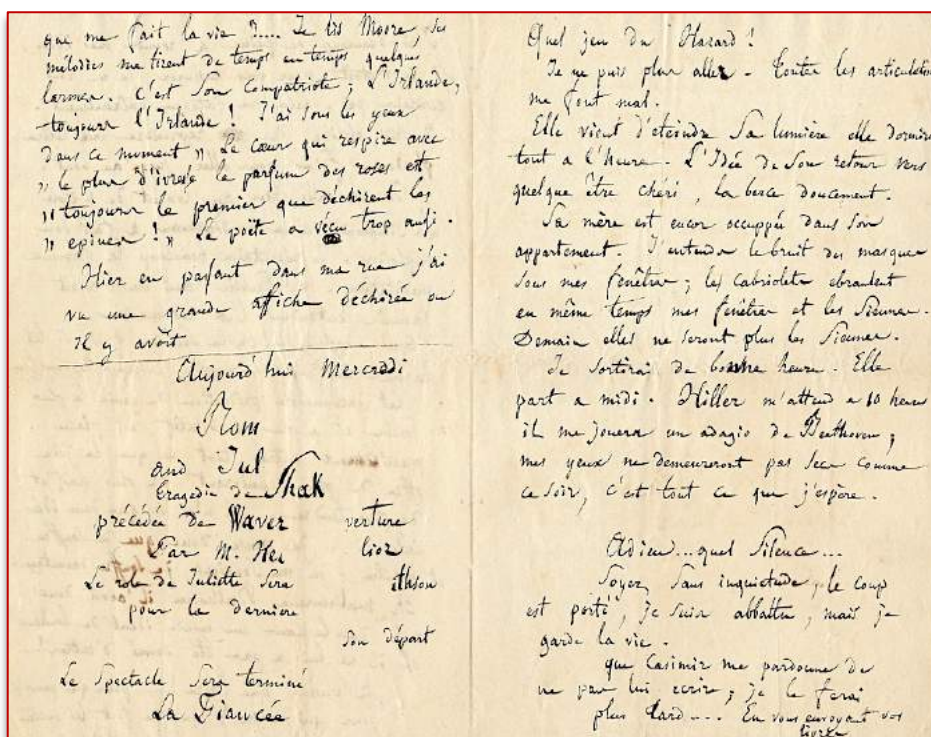 que me fait la vie ?.... Je lis Moore, ses
mélodies me tirent de temps en temps quelques
larmes. C'est son compatriote ; L'Irlande,
toujours l'Irlande ! J'ai sous les yeux
dans ce moment » Le cœur qui respire avec
» le plus d'ivresse le parfum des roses est
» toujours le premier que déchirent les
» epines ! » Le poëte a vécu trop aussi.
Hier en passant dans ma rue j'ai
vu une grande affiche déchirée ou
il y avoit
Aujourd'hui Mercredi
Rom
and Jul
tragedie de Shak
précédée de Waver verture
Par M. Hec lioz
Le role de Juliette sera ithson
pour la derniere
son départ
Le Spectacle sera terminé
La Fiancée
Quel jeu du Hazard !
Je ne puis plus aller. Toutes les articulations
me font mal.
Elle vient d'eteindre sa lumière elle dormira
tout a l'heure. L'Idée de son retour vers
quelque être chéri, la berce doucement.
Sa mère est encor occuppée dans son
appartement. J'entends le bruit des masques
sous mes fenêtres ; les cabriolets ebranlent
en même temps mes fenêtres et les siennes.
Demain elles ne seront plus les siennes.
Je sortirai de bonne heure. Elle
part a midi. Hiller m'attend a 10 heures
il me jouera un adagio de Beethoven ;
mes yeux ne demeureront pas secs comme
ce soir, c'est tout ce que j'espère.
Adieu... quel silence...
Soyez sans inquietude, le coup
est porté, je suis abbattu, mais je
garde la vie.
que Casimir me pardonne de
ne pas lui ecrire ; je le ferai
plus tard.... En vous envoyant vos
livres